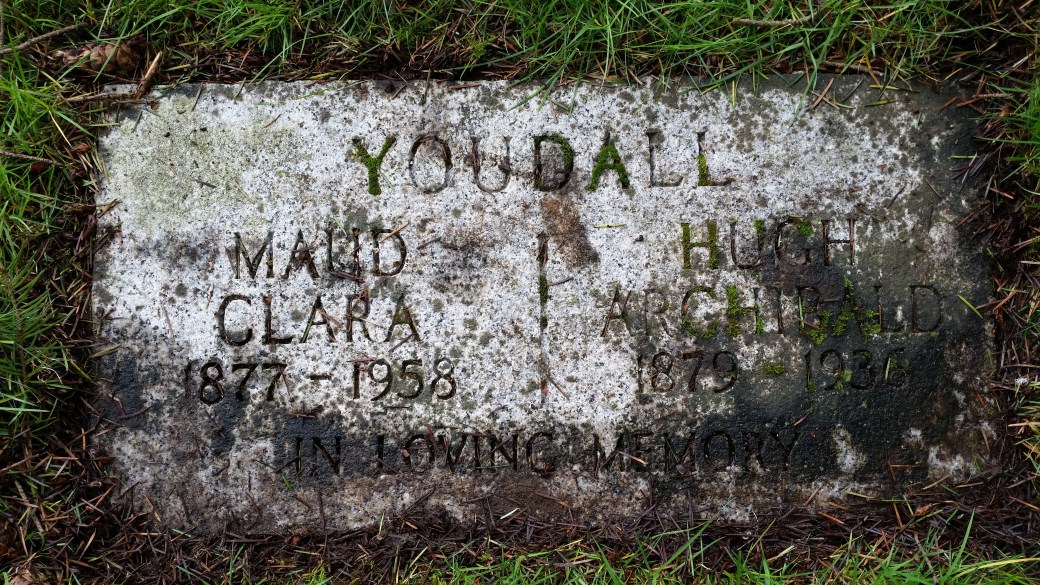 YOUDALL
MAUD
CLARA
1877 - 1958
HUGH
ARCHIBALD
1879 - 1936
IN LOVING MEMORY